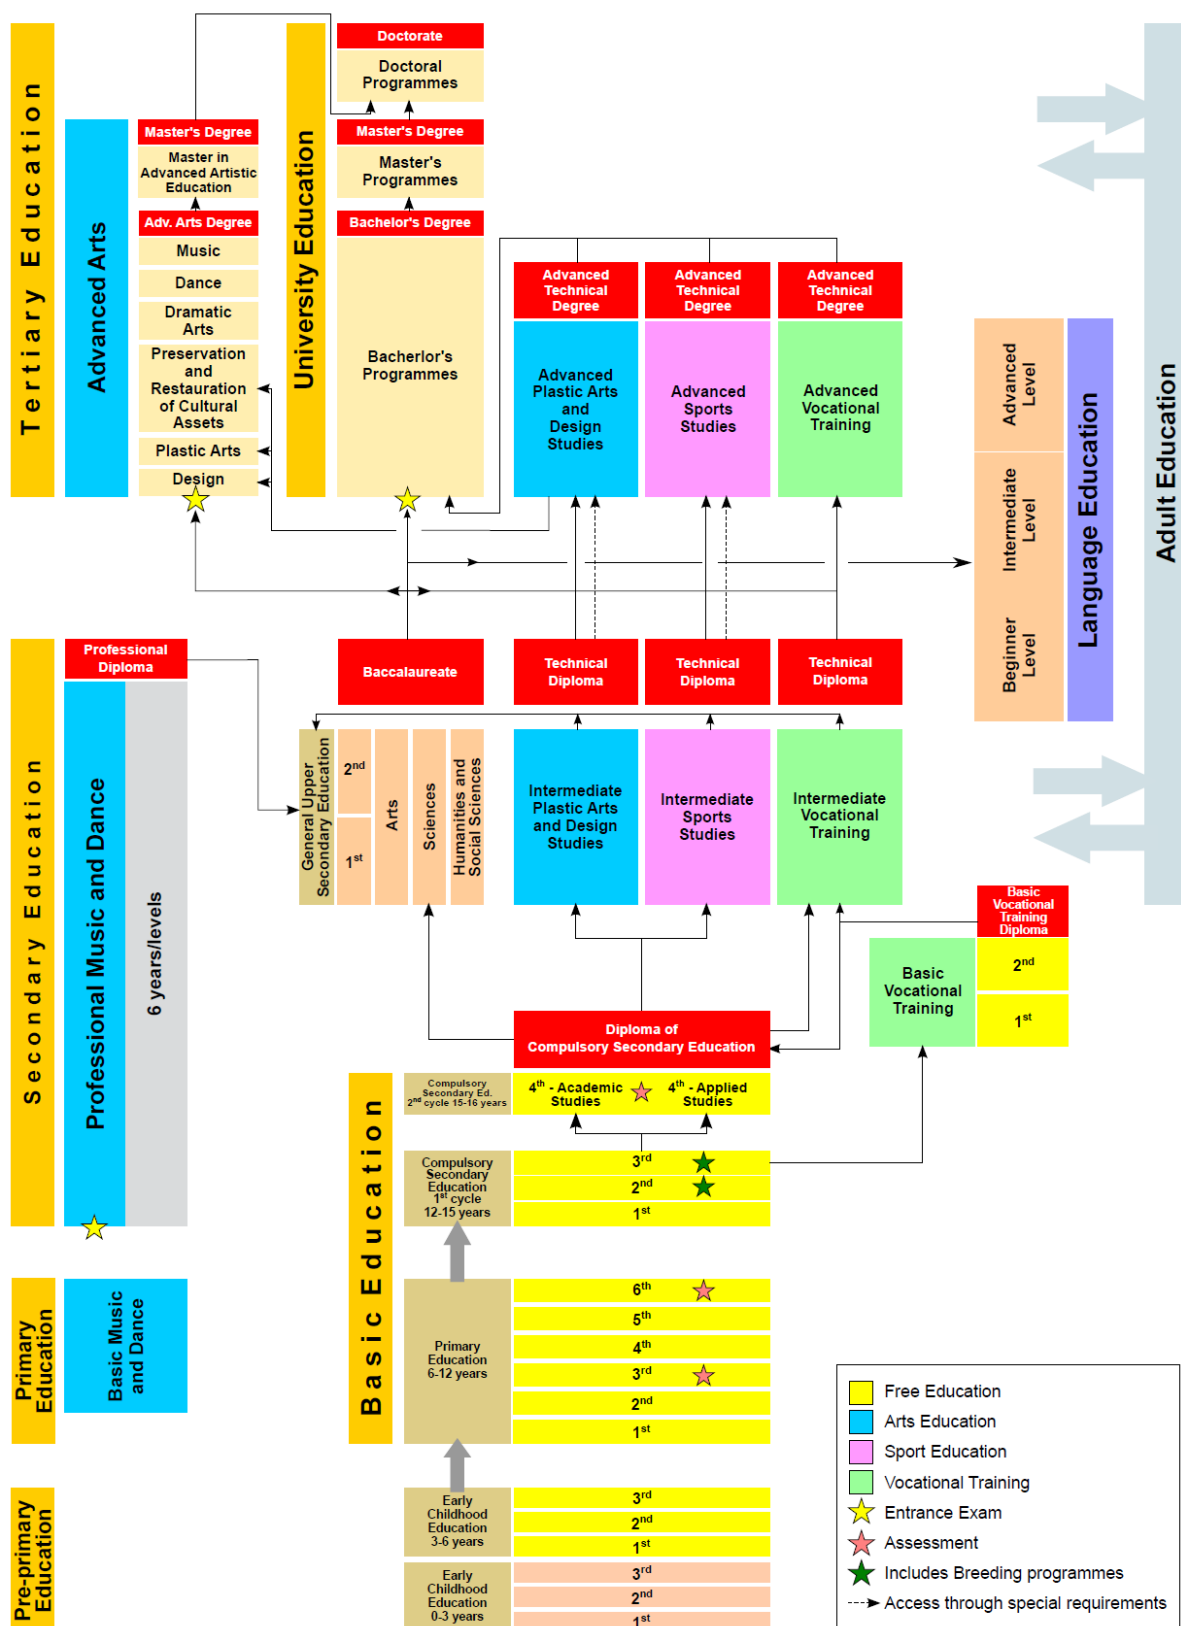 Tertiary Education
Advanced Arts
Master's Degree
Master in
Advanced Artistic
Education
Adv. Arts Degree
Music
Dance
Dramatic
Arts
Preservation
and
Restauration
of Cultural
Assets
Plastic Arts
Design
University Education
Doctorate
Doctoral
Programmes
Master's Degree
Master's
Programmes
Bachelor's Degree
Bacherlor's
Programmes
Advanced
Technical
Degree
Advanced
Plastic Arts
and
Design
Studies
Advanced
Technical
Degree
Advanced
Sports
Studies
Advanced
Technical
Degree
Advanced
Vocational
Training
Advanced
Level
Intermediate
Level
Beginner
Level
Language Education
Adult Education
Secondary Education
Professional
Diploma
Professional Music and Dance
6 years/levels
Baccalaureate
General Upper
Secondary Education
2nd
1st
Arts
Sciences
Humanities and
Social Sciences
Technical
Diploma
Intermediate
Plastic Arts
and Design
Studies
Technical
Diploma
Intermediate
Sports
Studies
Technical
Diploma
Intermediate
Vocational
Training
Basic
Vocational
Training
Diploma
Basic
Vocational
Training
2nd
1st
Diploma of
Compulsory Secondary Education
Basic Education
Compulsory
Secondary Ed.
2nd cycle 15-16 years
4th - Academic
Studies
4th - Applied
Studies
Compulsory
Secondary
Education
1st cycle
12-15 years
3rd
2nd
1st
Primary
Education
Basic Music
and Dance
Primary
Education
6-12 years
6th
5th
4th
3rd
2nd
1st
Pre-primary
Education
Early
Childhood
Education
3-6 years
3rd
2nd
1st
Early
Childhood
Education
0-3 years
3rd
2nd
1st
Free Education
Arts Education
Sport Education
Vocational Training
Entrance Exam
Assessment
Includes Breeding programmes
Access through special requirements